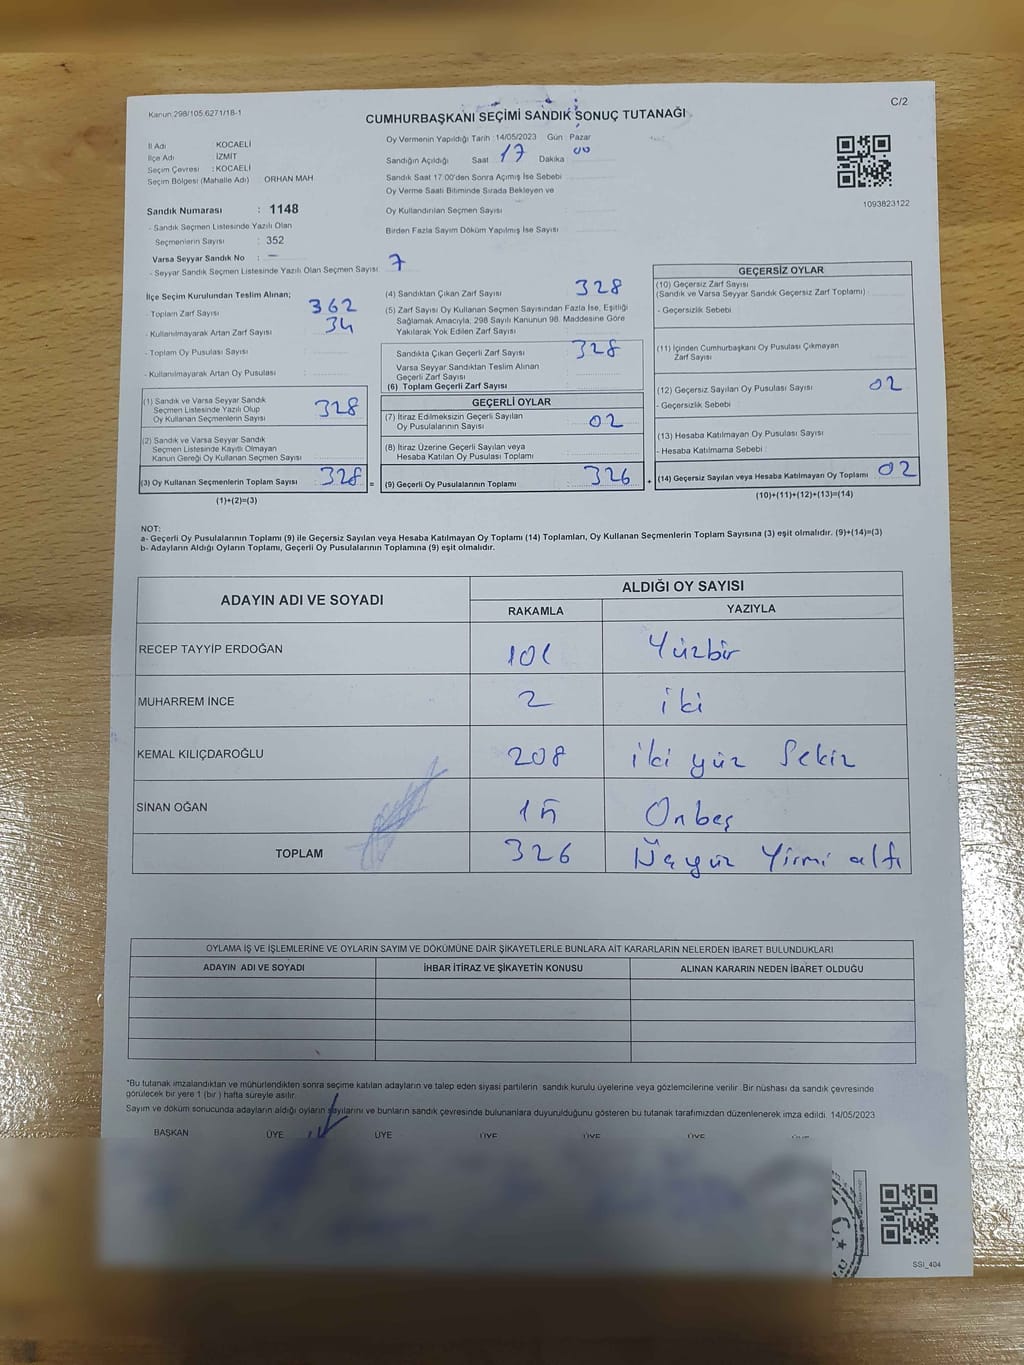 Kanun:298/105,6271/18-1
C/2
CUMHURBAŞKANI SEÇİMİ SANDIK SONUÇ TUTANAĞI
İl Adı : KOCAELİ
İlçe Adı : İZMİT
Seçim Çevresi : KOCAELİ
Seçim Bölgesi (Mahalle Adı) ORHAN MAH
Sandık Numarası : 1148
- Sandık Seçmen Listesinde Yazılı Olan
Seçmenlerin Sayısı : 352
Varsa Seyyar Sandık No : –
- Seyyar Sandık Seçmen Listesinde Yazılı Olan Seçmen Sayısı 7
Oy Vermenin Yapıldığı Tarih :14/05/2023 Gün : Pazar
Sandığın Açıldığı Saat 17 Dakika 00
Sandık Saat 17:00'den Sonra Açılmış İse Sebebi
Oy Verme Saati Bitiminde Sırada Bekleyen ve
Oy Kullandırılan Seçmen Sayısı :
Birden Fazla Sayım Döküm Yapılmış İse Sayısı :
1093823122
İlçe Seçim Kurulundan Teslim Alınan;
- Toplam Zarf Sayısı : 362
- Kullanılmayarak Artan Zarf Sayısı : 34
- Toplam Oy Pusulası Sayısı :
- Kullanılmayarak Artan Oy Pusulası :
(1) Sandık ve Varsa Seyyar Sandık
Seçmen Listesinde Yazılı Olup
Oy Kullanan Seçmenlerin Sayısı : 328
(2) Sandık ve Varsa Seyyar Sandık
Seçmen Listesinde Kayıtlı Olmayan
Kanun Gereği Oy Kullanan Seçmen Sayısı :
(3) Oy Kullanan Seçmenlerin Toplam Sayısı : 328 =
(1)+(2)=(3)
(4) Sandıktan Çıkan Zarf Sayısı : 328
(5) Zarf Sayısı Oy Kullanan Seçmen Sayısından Fazla İse, Eşitliği
Sağlamak Amacıyla; 298 Sayılı Kanunun 98. Maddesine Göre
Yakılarak Yok Edilen Zarf Sayısı :
Sandıkta Çıkan Geçerli Zarf Sayısı : 328
Varsa Seyyar Sandıktan Teslim Alınan
Geçerli Zarf Sayısı :
(6) Toplam Geçerli Zarf Sayısı :
GEÇERLİ OYLAR
(7) İtiraz Edilmeksizin Geçerli Sayılan
Oy Pusulalarının Sayısı : 02
(8) İtiraz Üzerine Geçerli Sayılan veya
Hesaba Katılan Oy Pusulası Toplamı :
(9) Geçerli Oy Pusulalarının Toplamı : 326 +
GEÇERSİZ OYLAR
(10) Geçersiz Zarf Sayısı
(Sandık ve Varsa Seyyar Sandık Geçersiz Zarf Toplamı) :
- Geçersizlik Sebebi :
(11) İçinden Cumhurbaşkanı Oy Pusulası Çıkmayan
Zarf Sayısı :
(12) Geçersiz Sayılan Oy Pusulası Sayısı : 02
- Geçersizlik Sebebi :
(13) Hesaba Katılmayan Oy Pusulası Sayısı :
- Hesaba Katılmama Sebebi :
(14) Geçersiz Sayılan veya Hesaba Katılmayan Oy Toplamı : 02
(10)+(11)+(12)+(13)=(14)
NOT:
a- Geçerli Oy Pusulalarının Toplamı (9) ile Geçersiz Sayılan veya Hesaba Katılmayan Oy Toplamı (14) Toplamları, Oy Kullanan Seçmenlerin Toplam Sayısına (3) eşit olmalıdır. (9)+(14)=(3)
b- Adayların Aldığı Oyların Toplamı, Geçerli Oy Pusulalarının Toplamına (9) eşit olmalıdır.
ADAYIN ADI VE SOYADI
ALDIĞI OY SAYISI
RAKAMLA YAZIYLA
RECEP TAYYİP ERDOĞAN 101 Yüzbir
MUHARREM İNCE 2 iki
KEMAL KILIÇDAROĞLU 208 iki yüz Sekiz
SİNAN OĞAN 15 Onbeş
TOPLAM 326 Üçyüz Yirmi altı
OYLAMA İŞ VE İŞLEMLERİNE VE OYLARIN SAYIM VE DÖKÜMÜNE DAİR ŞİKAYETLERLE BUNLARA AİT KARARLARIN NELERDEN İBARET BULUNDUKLARI
ADAYIN ADI VE SOYADI İHBAR İTİRAZ VE ŞİKAYETİN KONUSU ALINAN KARARIN NEDEN İBARET OLDUĞU
*Bu tutanak imzalandıktan ve mühürlendikten sonra seçime katılan adayların ve talep eden siyasi partilerin sandık kurulu üyelerine veya gözlemcilerine verilir. Bir nüshası da sandık çevresinde
görülecek bir yere 1 (bir) hafta süreyle asılır.
Sayım ve döküm sonucunda adayların aldığı oyların sayılarını ve bunların sandık çevresinde bulunanlara duyurulduğunu gösteren bu tutanak tarafımızdan düzenlenerek imza edildi. 14/05/2023
BAŞKAN ÜYE ÜYE ÜYE ÜYE ÜYE
SSI_404